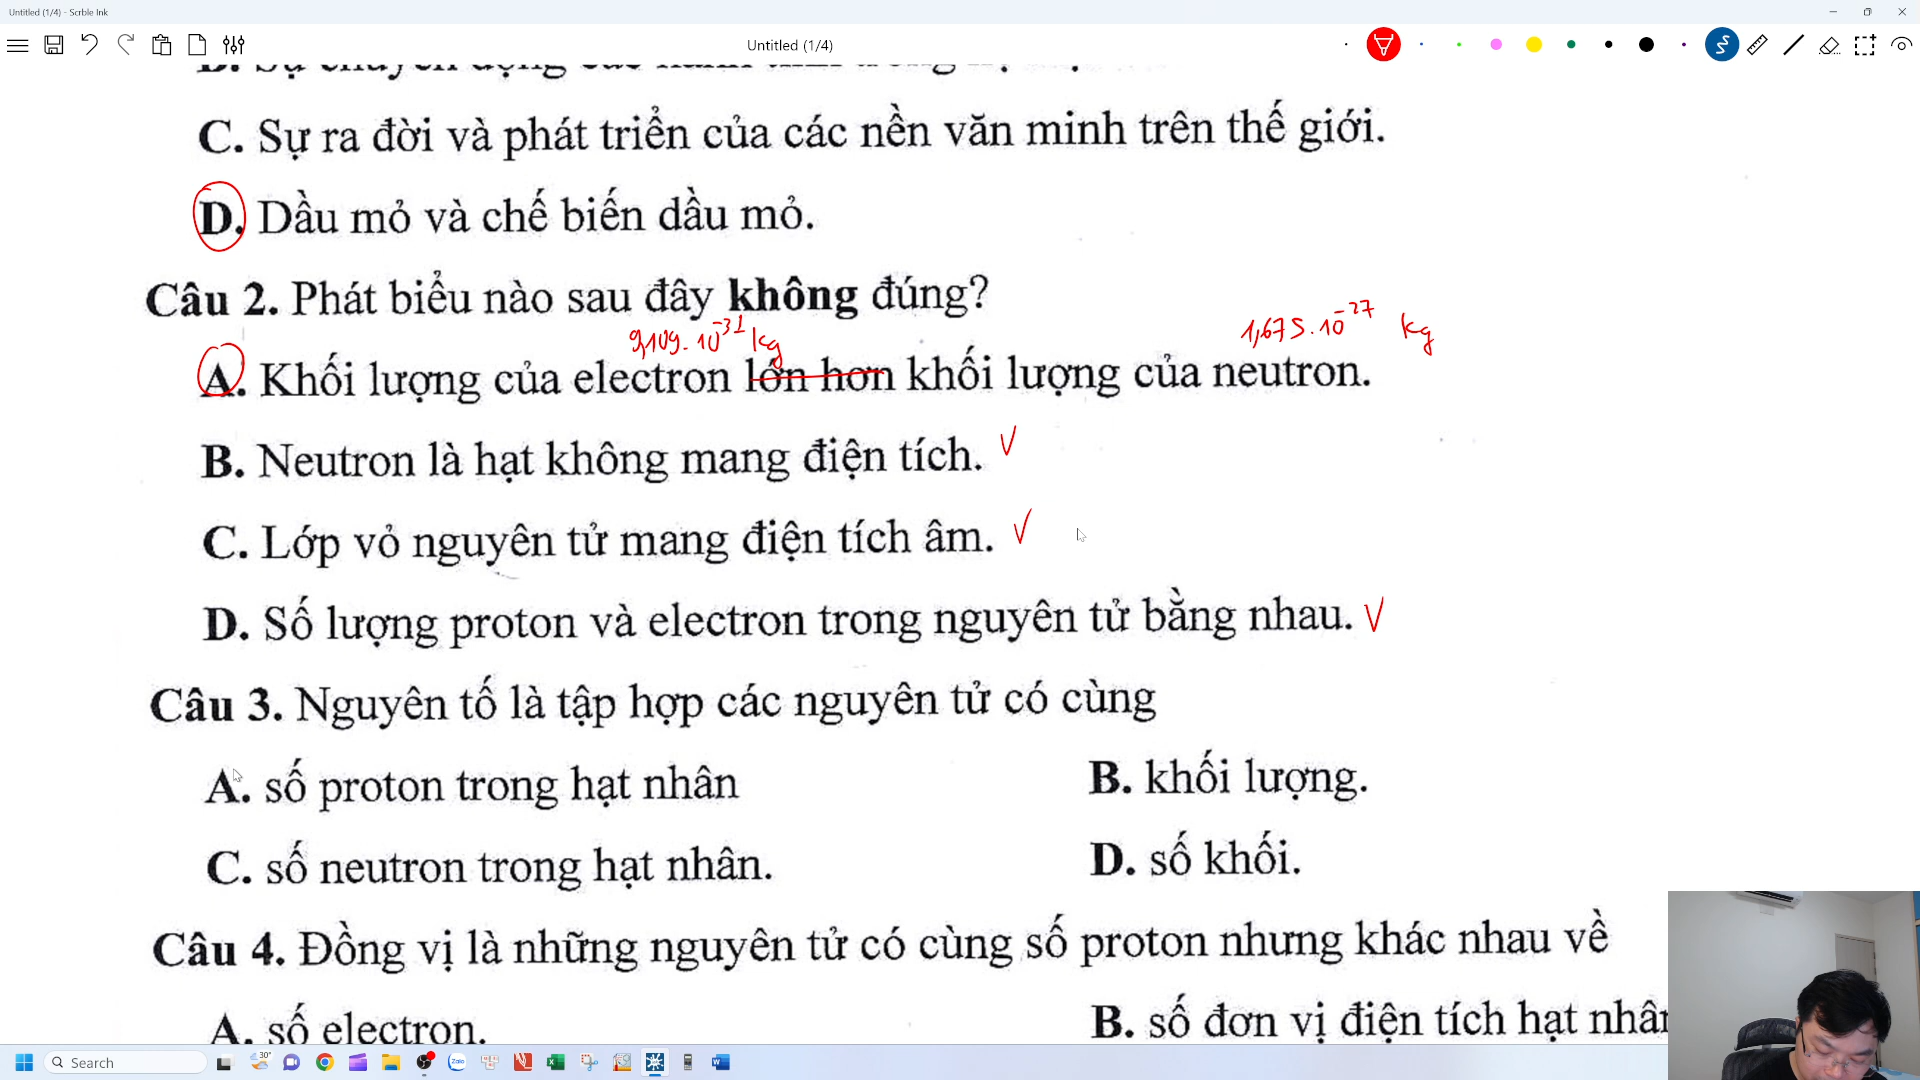 Untitled (1/4) - Scrble Ink
Untitled (1/4)
C. Sự ra đời và phát triển của các nền văn minh trên thế giới.
D. Dầu mỏ và chế biến dầu mỏ.
Câu 2. Phát biểu nào sau đây không đúng?
9,109. 10⁻³¹ kg
1,675.10⁻²⁷ kg
A. Khối lượng của electron lớn hơn khối lượng của neutron.
B. Neutron là hạt không mang điện tích.
C. Lớp vỏ nguyên tử mang điện tích âm.
D. Số lượng proton và electron trong nguyên tử bằng nhau.
Câu 3. Nguyên tố là tập hợp các nguyên tử có cùng
A. số proton trong hạt nhân
B. khối lượng.
C. số neutron trong hạt nhân.
D. số khối.
Câu 4. Đồng vị là những nguyên tử có cùng số proton nhưng khác nhau về
A. số electron.
B. số đơn vị điện tích hạt nhân
Search
30°
Zalo